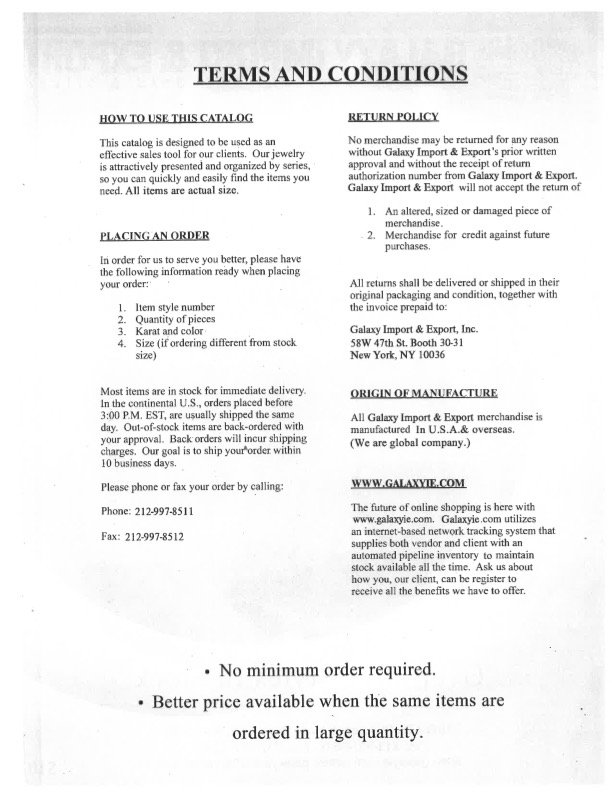 TERMS AND CONDITIONS
HOW TO USE THIS CATALOG
This catalog is designed to be used as an
effective sales tool for our clients. Our jewelry
is attractively presented and organized by series,
so you can quickly and easily find the items you
need. All items are actual size.
PLACING AN ORDER
In order for us to serve you better, please have
the following information ready when placing
your order:
1. Item style number
2. Quantity of pieces
3. Karat and color
4. Size (if ordering different from stock
size)
Most items are in stock for immediate delivery.
In the continental U.S., orders placed before
3:00 P.M. EST, are usually shipped the same
day. Out-of-stock items are back-ordered with
your approval. Back orders will incur shipping
charges. Our goal is to ship your order within
10 business days.
Please phone or fax your order by calling:
Phone: 212-997-8511
Fax: 212-997-8512
RETURN POLICY
No merchandise may be returned for any reason
without Galaxy Import & Export's prior written
approval and without the receipt of return
authorization number from Galaxy Import & Export.
Galaxy Import & Export will not accept the return of
1. An altered, sized or damaged piece of
merchandise.
2. Merchandise for credit against future
purchases.
All returns shall be delivered or shipped in their
original packaging and condition, together with
the invoice prepaid to:
Galaxy Import & Export, Inc.
58W 47th St. Booth 30-31
New York, NY 10036
ORIGIN OF MANUFACTURE
All Galaxy Import & Export merchandise is
manufactured In U.S.A.& overseas.
(We are global company.)
WWW.GALAXYIE.COM
The future of online shopping is here with
www.galaxyie.com. Galaxyie.com utilizes
an internet-based network tracking system that
supplies both vendor and client with an
automated pipeline inventory to maintain
stock available all the time. Ask us about
how you, our client, can be register to
receive all the benefits we have to offer.
• No minimum order required.
• Better price available when the same items are
ordered in large quantity.